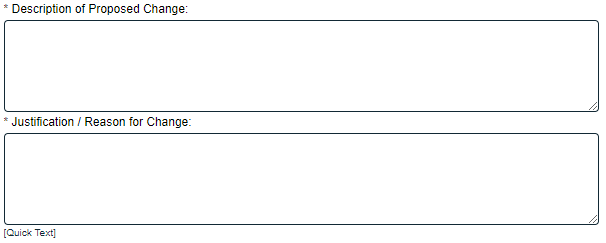 * Description of Proposed Change:
* Justification / Reason for Change:
[Quick Text]